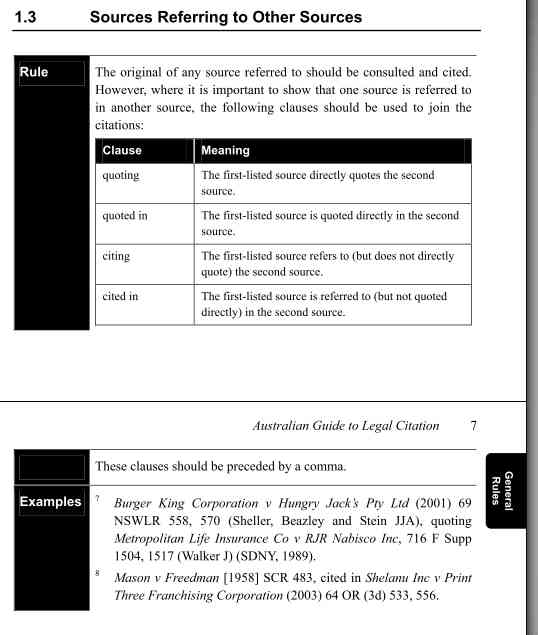 1.3 Sources Referring to Other Sources
Rule
The original of any source referred to should be consulted and cited.
However, where it is important to show that one source is referred to
in another source, the following clauses should be used to join the
citations:
Clause Meaning
quoting The first-listed source directly quotes the second
source.
quoted in The first-listed source is quoted directly in the second
source.
citing The first-listed source refers to (but does not directly
quote) the second source.
cited in The first-listed source is referred to (but not quoted
directly) in the second source.
Australian Guide to Legal Citation 7
These clauses should be preceded by a comma.
General
Rules
Examples
7 Burger King Corporation v Hungry Jack's Pty Ltd (2001) 69
NSWLR 558, 570 (Sheller, Beazley and Stein JJA), quoting
Metropolitan Life Insurance Co v RJR Nabisco Inc, 716 F Supp
1504, 1517 (Walker J) (SDNY, 1989).
8 Mason v Freedman [1958] SCR 483, cited in Shelanu Inc v Print
Three Franchising Corporation (2003) 64 OR (3d) 533, 556.